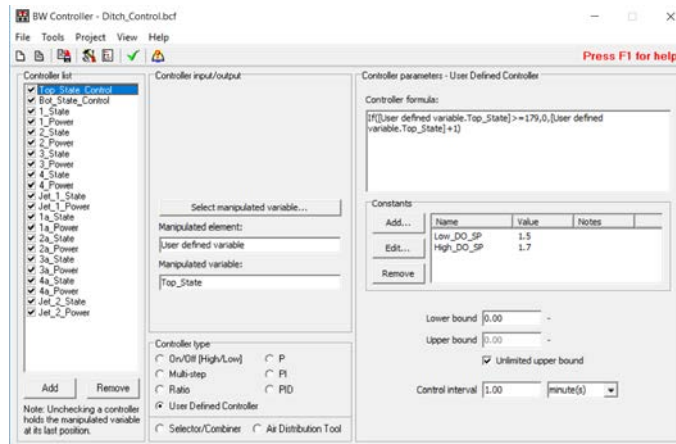 BW Controller - Ditch_Control.bcf
File Tools Project View Help
Press F1 for help
Controller list
Top_State_Control
Bot_State_Control
1_State
1_Power
2_State
2_Power
3_State
3_Power
4_State
4_Power
Jet_1_State
Jet_1_Power
1a_State
1a_Power
2a_State
2a_Power
3a_State
3a_Power
4a_State
4a_Power
Jet_2_State
Jet_2_Power
Add Remove
Note: Unchecking a controller
holds the manipulated variable
at its last position.
Controller input/output
Select manipulated variable...
Manipulated element:
User defined variable
Manipulated variable:
Top_State
Controller type
On/Off [High/Low] P
Multi-step PI
Ratio PID
User Defined Controller
Selector/Combiner Air Distribution Tool
Controller parameters - User Defined Controller
Controller formula:
If([User defined variable.Top_State]>=179,0,[User defined
variable.Top_State]+1)
Constants
Add... Name Value Notes
Low_DO_SP 1.5
Edit... High_DO_SP 1.7
Remove
Lower bound 0.00 -
Upper bound 0.00 -
Unlimited upper bound
Control interval 1.00 minute(s)